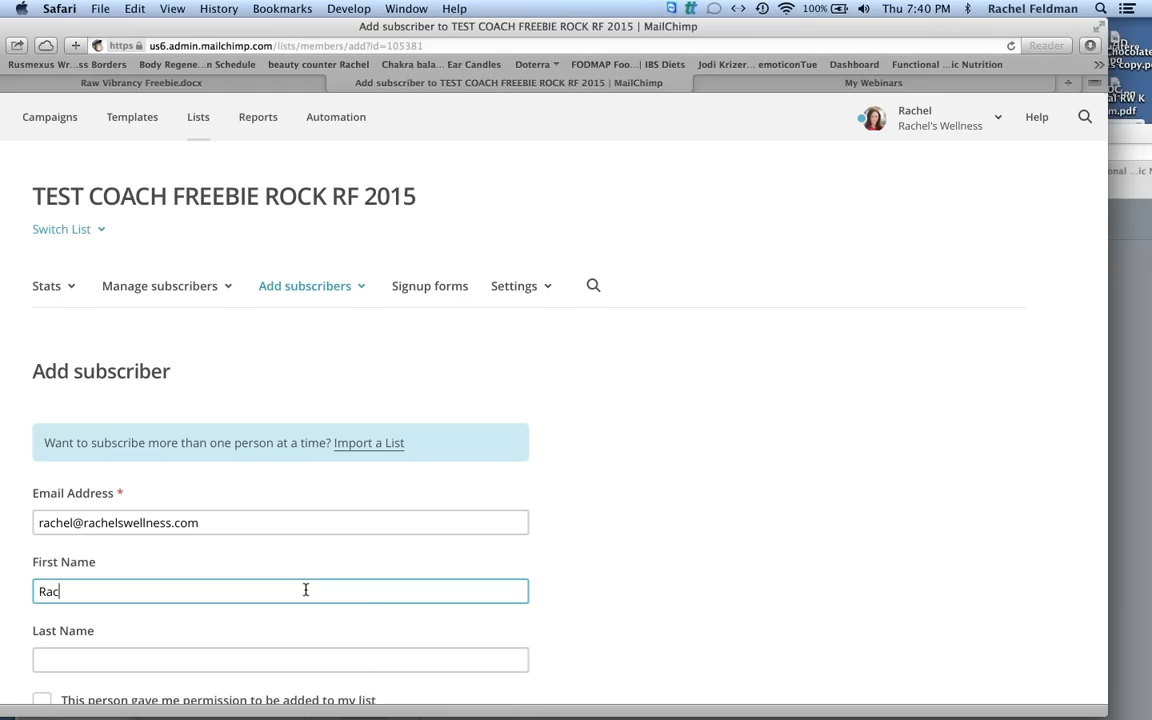 Safari File Edit View History Bookmarks Develop Window Help 100% Thu 7:40 PM Rachel Feldman
Add subscriber to TEST COACH FREEBIE ROCK RF 2015 | MailChimp
https us6.admin.mailchimp.com/lists/members/add?id=105381 Reader
Rusmexus Wr...ss Borders Body Regene...n Schedule beauty counter Rachel Chakra bala... Ear Candles Doterra FODMAP Foo...| IBS Diets Jodi Krizer... emoticonTue Dashboard Functional ...ic Nutrition
Raw Vibrancy Freebie.docx Add subscriber to TEST COACH FREEBIE ROCK RF 2015 | MailChimp My Webinars
Campaigns Templates Lists Reports Automation Rachel Help
Rachel's Wellness
TEST COACH FREEBIE ROCK RF 2015
Switch List
Stats Manage subscribers Add subscribers Signup forms Settings
Add subscriber
Want to subscribe more than one person at a time? Import a List
Email Address *
rachel@rachelswellness.com
First Name
Rac
Last Name
This person gave me permission to be added to my list